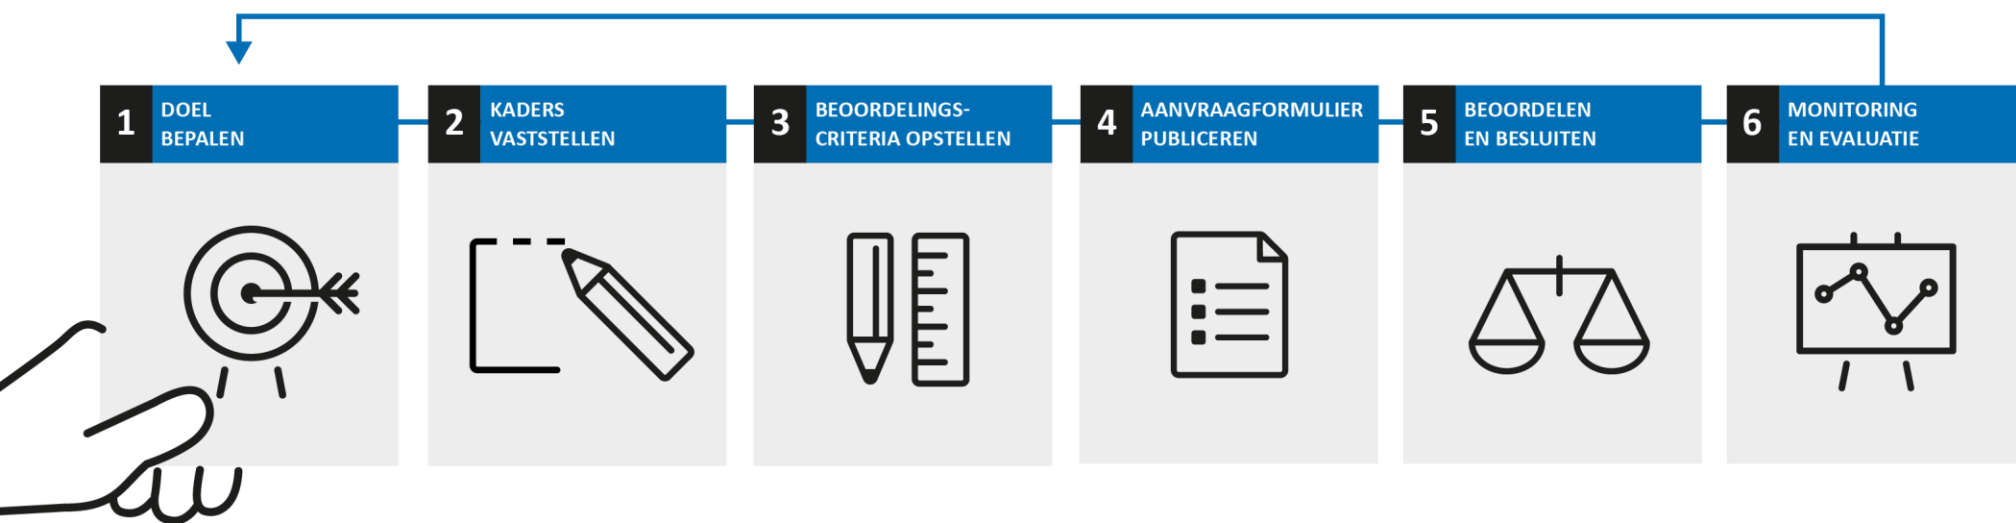 1
DOEL
BEPALEN
2
KADERS
VASTSTELLEN
3
BEOORDELINGS-
CRITERIA OPSTELLEN
4
AANVRAAGFORMULIER
PUBLICEREN
5
BEOORDELEN
EN BESLUITEN
6
MONITORING
EN EVALUATIE